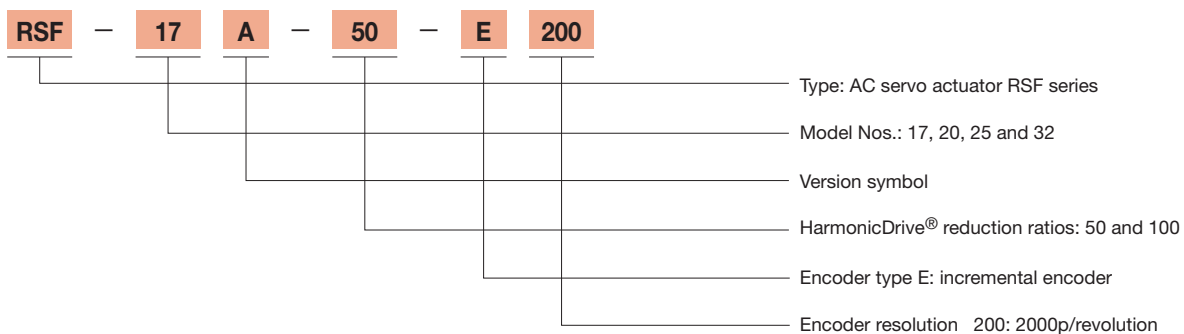 RSF – 17 A – 50 – E 200
Type: AC servo actuator RSF series
Model Nos.: 17, 20, 25 and 32
Version symbol
HarmonicDrive® reduction ratios: 50 and 100
Encoder type E: incremental encoder
Encoder resolution 200: 2000p/revolution